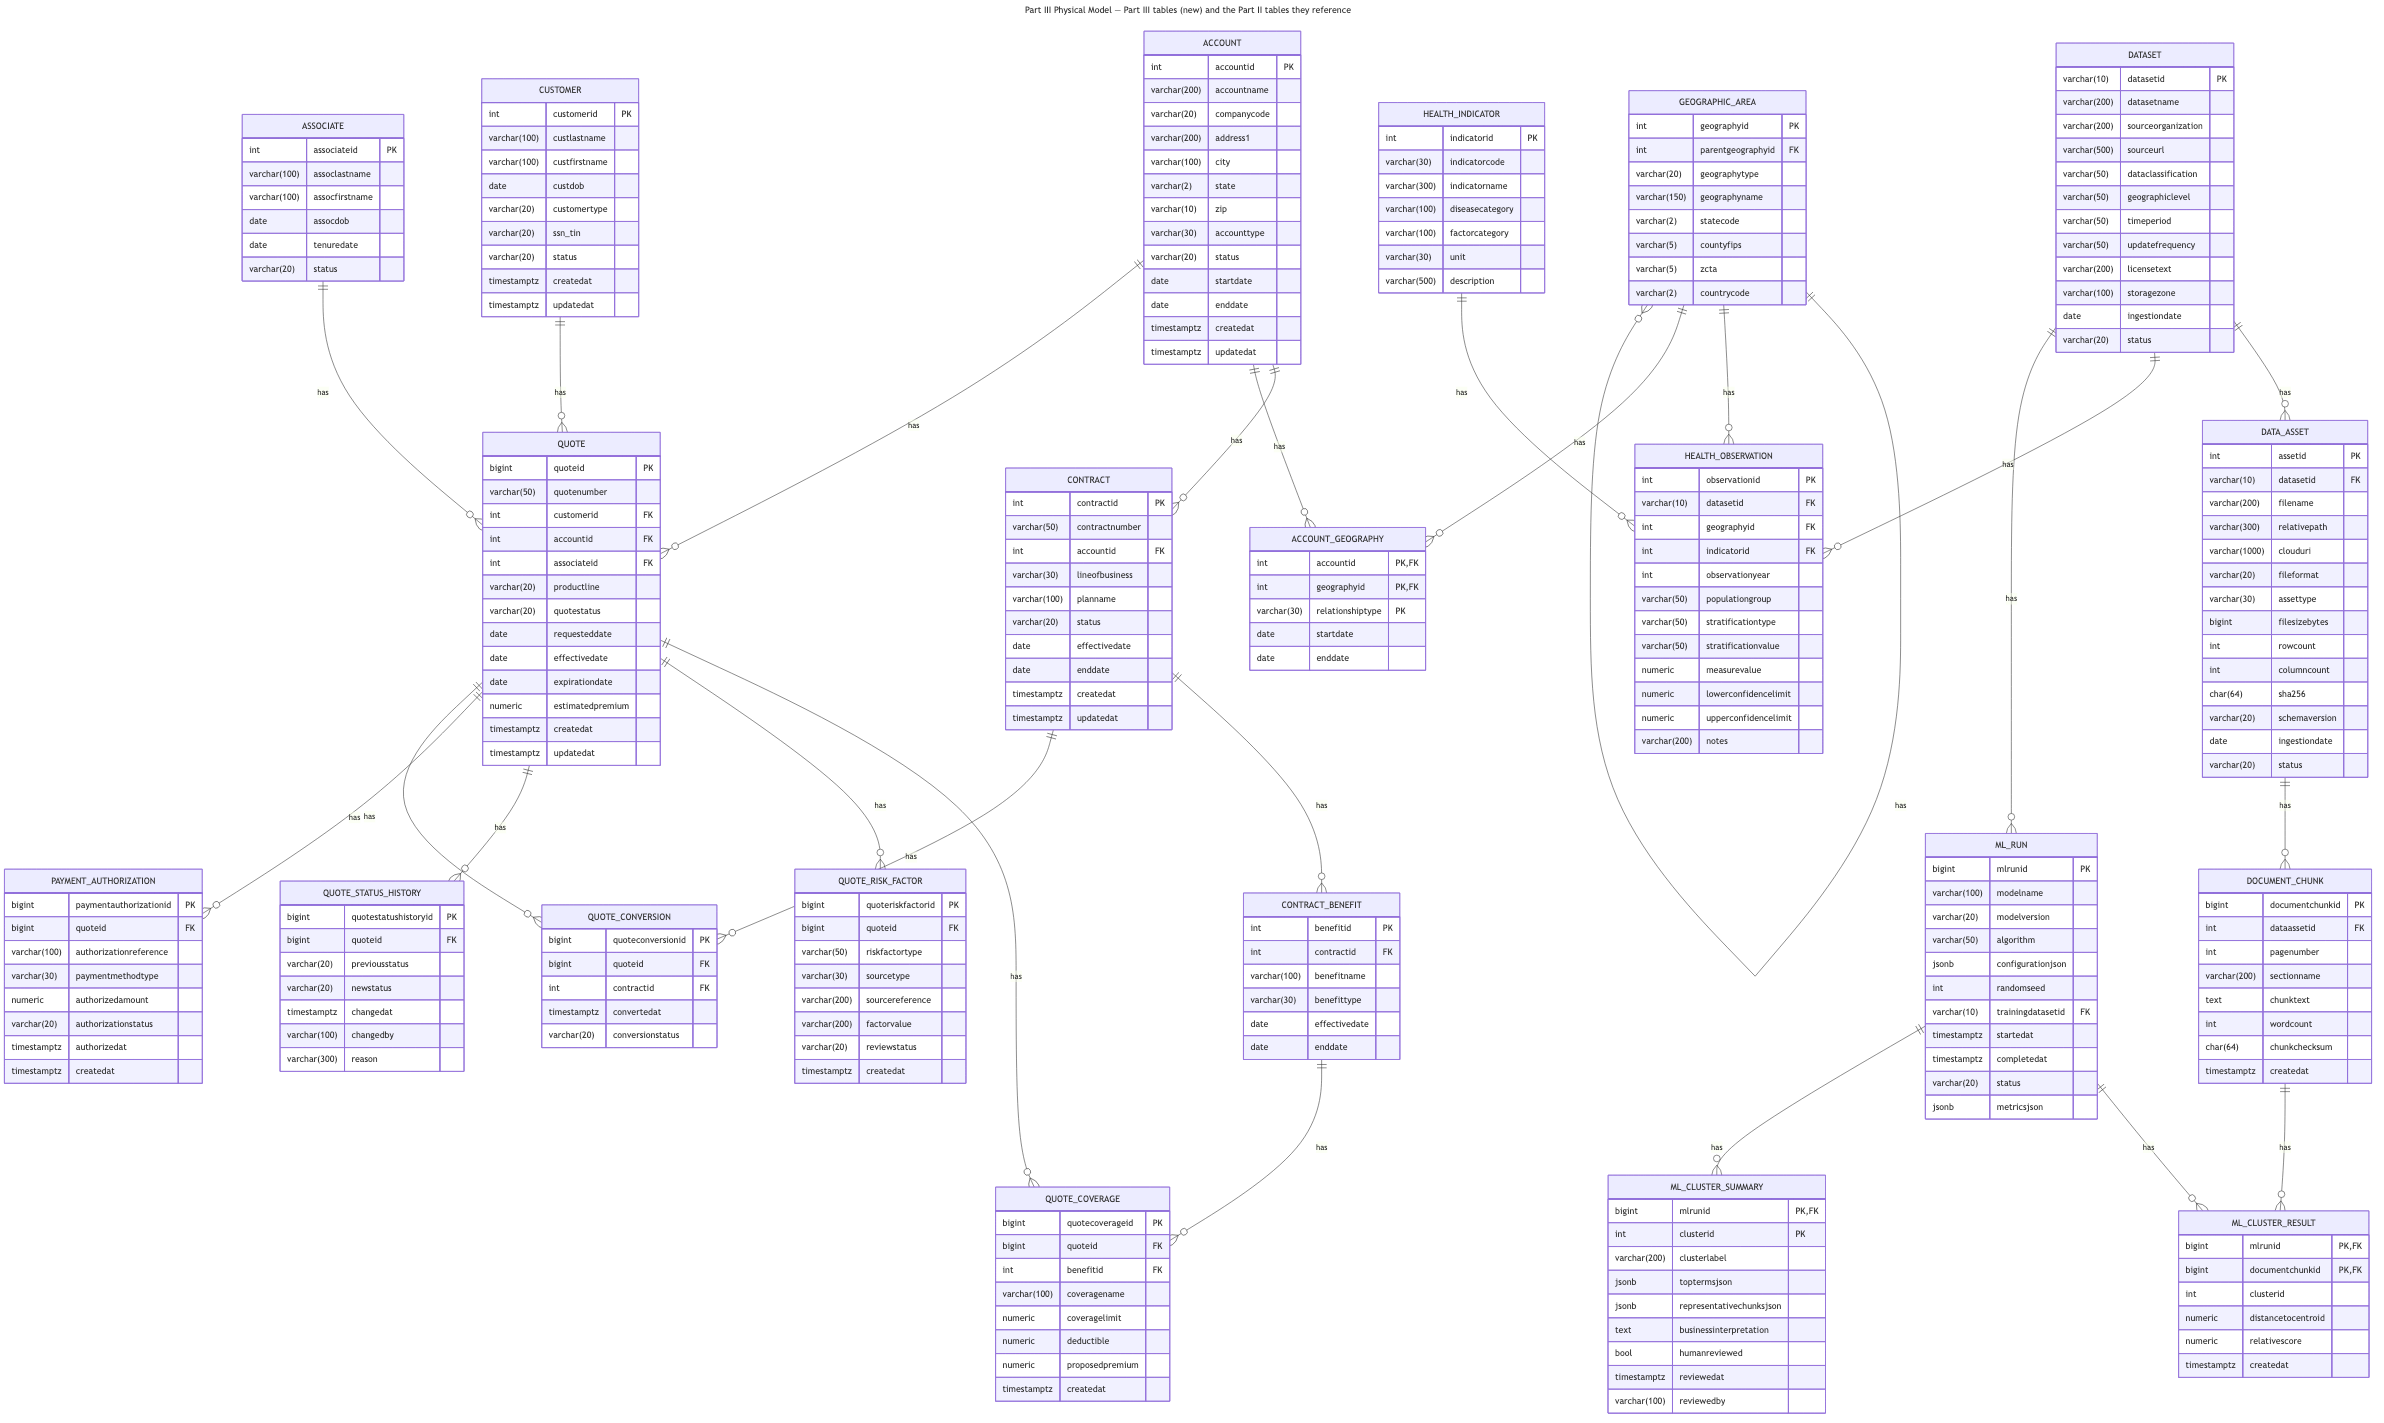 Part III Physical Model — Part III tables (new) and the Part II tables they reference
ASSOCIATE
int associateid PK
varchar(100) assoclastname
varchar(100) assocfirstname
date assocdob
date tenuredate
varchar(20) status
CUSTOMER
int customerid PK
varchar(100) custlastname
varchar(100) custfirstname
date custdob
varchar(20) customertype
varchar(20) ssn_tin
varchar(20) status
timestamptz createdat
timestamptz updatedat
ACCOUNT
int accountid PK
varchar(200) accountname
varchar(20) companycode
varchar(200) address1
varchar(100) city
varchar(2) state
varchar(10) zip
varchar(30) accounttype
varchar(20) status
date startdate
date enddate
timestamptz createdat
timestamptz updatedat
HEALTH_INDICATOR
int indicatorid PK
varchar(30) indicatorcode
varchar(300) indicatorname
varchar(100) diseasecategory
varchar(100) factorcategory
varchar(30) unit
varchar(500) description
GEOGRAPHIC_AREA
int geographyid PK
int parentgeographyid FK
varchar(20) geographytype
varchar(150) geographyname
varchar(2) statecode
varchar(5) countyfips
varchar(5) zcta
varchar(2) countrycode
DATASET
varchar(10) datasetid PK
varchar(200) datasetname
varchar(200) sourceorganization
varchar(500) sourceurl
varchar(50) dataclassification
varchar(50) geographiclevel
varchar(50) timeperiod
varchar(50) updatefrequency
varchar(200) licensetext
varchar(100) storagezone
date ingestiondate
varchar(20) status
has
has
has
has
has
has
has
has
has
has
has
QUOTE
bigint quoteid PK
varchar(50) quotenumber
int customerid FK
int accountid FK
int associateid FK
varchar(20) productline
varchar(20) quotestatus
date requesteddate
date effectivedate
date expirationdate
numeric estimatedpremium
timestamptz createdat
timestamptz updatedat
CONTRACT
int contractid PK
varchar(50) contractnumber
int accountid FK
varchar(30) lineofbusiness
varchar(100) planname
varchar(20) status
date effectivedate
date enddate
timestamptz createdat
timestamptz updatedat
ACCOUNT_GEOGRAPHY
int accountid PK,FK
int geographyid PK,FK
varchar(30) relationshiptype PK
date startdate
date enddate
HEALTH_OBSERVATION
int observationid PK
varchar(10) datasetid FK
int geographyid FK
int indicatorid FK
int observationyear
varchar(50) populationgroup
varchar(50) stratificationtype
varchar(50) stratificationvalue
numeric measurevalue
numeric lowerconfidencelimit
numeric upperconfidencelimit
varchar(200) notes
DATA_ASSET
int assetid PK
varchar(10) datasetid FK
varchar(200) filename
varchar(300) relativepath
varchar(1000) clouduri
varchar(20) fileformat
varchar(30) assettype
bigint filesizebytes
int rowcount
int columncount
char(64) sha256
varchar(20) schemaversion
date ingestiondate
varchar(20) status
has
has
has
has
has
has
has
has
PAYMENT_AUTHORIZATION
bigint paymentauthorizationid PK
bigint quoteid FK
varchar(100) authorizationreference
varchar(30) paymentmethodtype
numeric authorizedamount
varchar(20) authorizationstatus
timestamptz authorizedat
timestamptz createdat
QUOTE_STATUS_HISTORY
bigint quotestatushistoryid PK
bigint quoteid FK
varchar(20) previousstatus
varchar(20) newstatus
timestamptz changedat
varchar(100) changedby
varchar(300) reason
QUOTE_CONVERSION
bigint quoteconversionid PK
bigint quoteid FK
int contractid FK
timestamptz convertedat
varchar(20) conversionstatus
QUOTE_RISK_FACTOR
bigint quoteriskfactorid PK
bigint quoteid FK
varchar(50) riskfactortype
varchar(30) sourcetype
varchar(200) sourcereference
varchar(200) factorvalue
varchar(20) reviewstatus
timestamptz createdat
has
CONTRACT_BENEFIT
int benefitid PK
int contractid FK
varchar(100) benefitname
varchar(30) benefittype
date effectivedate
date enddate
ML_RUN
bigint mlrunid PK
varchar(100) modelname
varchar(20) modelversion
varchar(50) algorithm
jsonb configurationjson
int randomseed
varchar(10) trainingdatasetid FK
timestamptz startedat
timestamptz completedat
varchar(20) status
jsonb metricsjson
DOCUMENT_CHUNK
bigint documentchunkid PK
int dataassetid FK
int pagenumber
varchar(200) sectionname
text chunktext
int wordcount
char(64) chunkchecksum
timestamptz createdat
has
has
has
has
QUOTE_COVERAGE
bigint quotecoverageid PK
bigint quoteid FK
int benefitid FK
varchar(100) coveragename
numeric coveragelimit
numeric deductible
numeric proposedpremium
timestamptz createdat
ML_CLUSTER_SUMMARY
bigint mlrunid PK,FK
int clusterid PK
varchar(200) clusterlabel
jsonb toptermsjson
jsonb representativechunksjson
text businessinterpretation
bool humanreviewed
timestamptz reviewedat
varchar(100) reviewedby
ML_CLUSTER_RESULT
bigint mlrunid PK,FK
bigint documentchunkid PK,FK
int clusterid
numeric distancetocentroid
numeric relativescore
timestamptz createdat